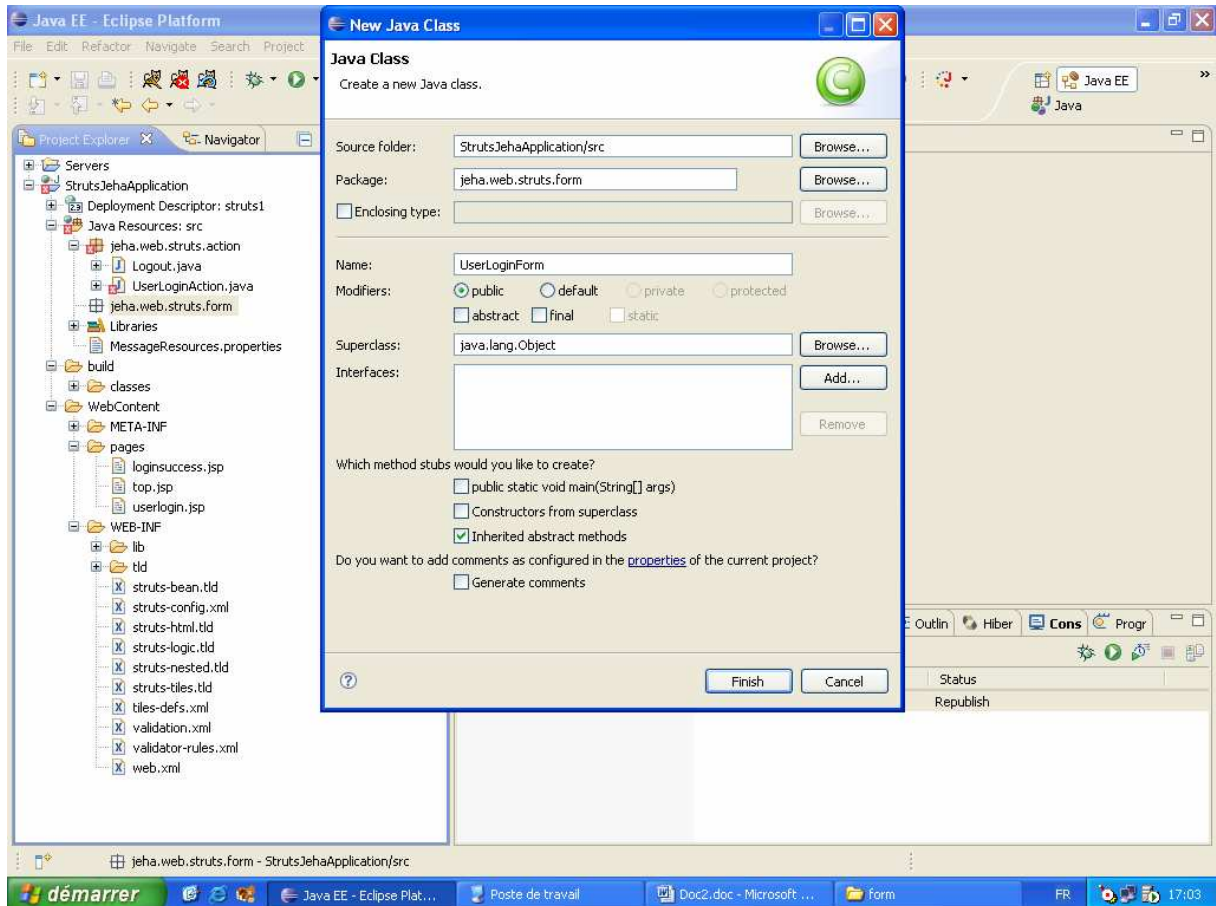 Java EE - Eclipse Platform
File Edit Refactor Navigate Search Project
Java EE
Java
Project Explorer
Navigator
Servers
StrutsJehaApplication
Deployment Descriptor: struts1
Java Resources: src
jeha.web.struts.action
Logout.java
UserLoginAction.java
jeha.web.struts.form
Libraries
MessageResources.properties
build
classes
WebContent
META-INF
pages
loginsuccess.jsp
top.jsp
userlogin.jsp
WEB-INF
lib
tld
struts-bean.tld
struts-config.xml
struts-html.tld
struts-logic.tld
struts-nested.tld
struts-tiles.tld
tiles-defs.xml
validation.xml
validator-rules.xml
web.xml
New Java Class
Java Class
Create a new Java class.
Source folder: StrutsJehaApplication/src Browse...
Package: jeha.web.struts.form Browse...
Enclosing type: Browse...
Name: UserLoginForm
Modifiers: public default private protected
abstract final static
Superclass: java.lang.Object Browse...
Interfaces: Add...
Remove
Which method stubs would you like to create?
public static void main(String[] args)
Constructors from superclass
Inherited abstract methods
Do you want to add comments as configured in the properties of the current project?
Generate comments
Finish Cancel
Outlin Hiber Cons Progr
Status
Republish
jeha.web.struts.form - StrutsJehaApplication/src
démarrer Java EE - Eclipse Plat... Poste de travail Doc2.doc - Microsoft ... form FR 17:03